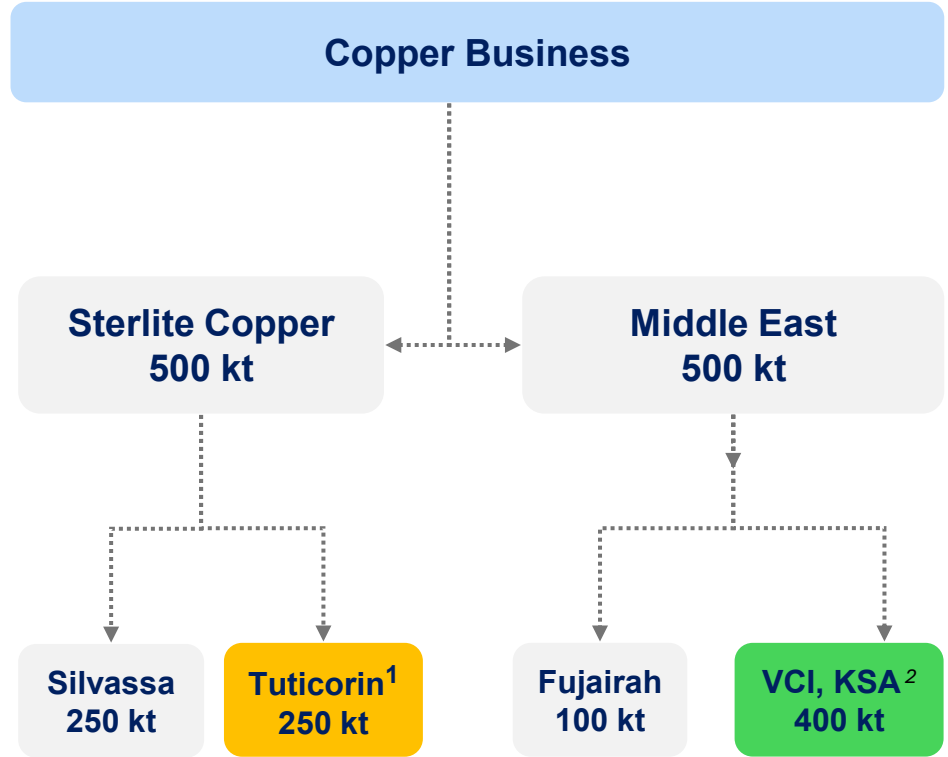 Copper Business
Sterlite Copper
500 kt
Middle East
500 kt
Silvassa
250 kt
Tuticorin1
250 kt
Fujairah
100 kt
VCI, KSA2
400 kt